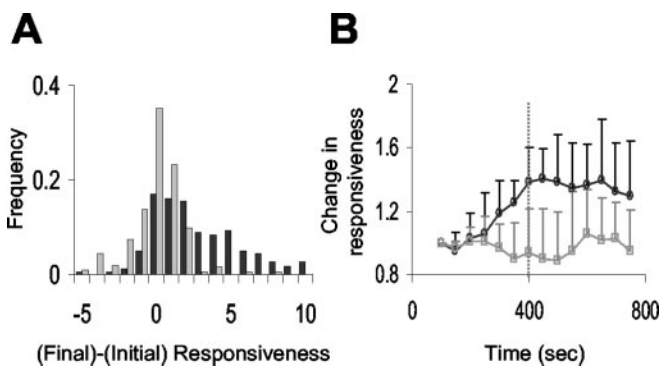 A
B
0.4
0.2
0
Frequency
-5 0 5 10
(Final)-(Initial) Responsiveness
2
1.6
1.2
0.8
Change in
responsiveness
0 400 800
Time (sec)